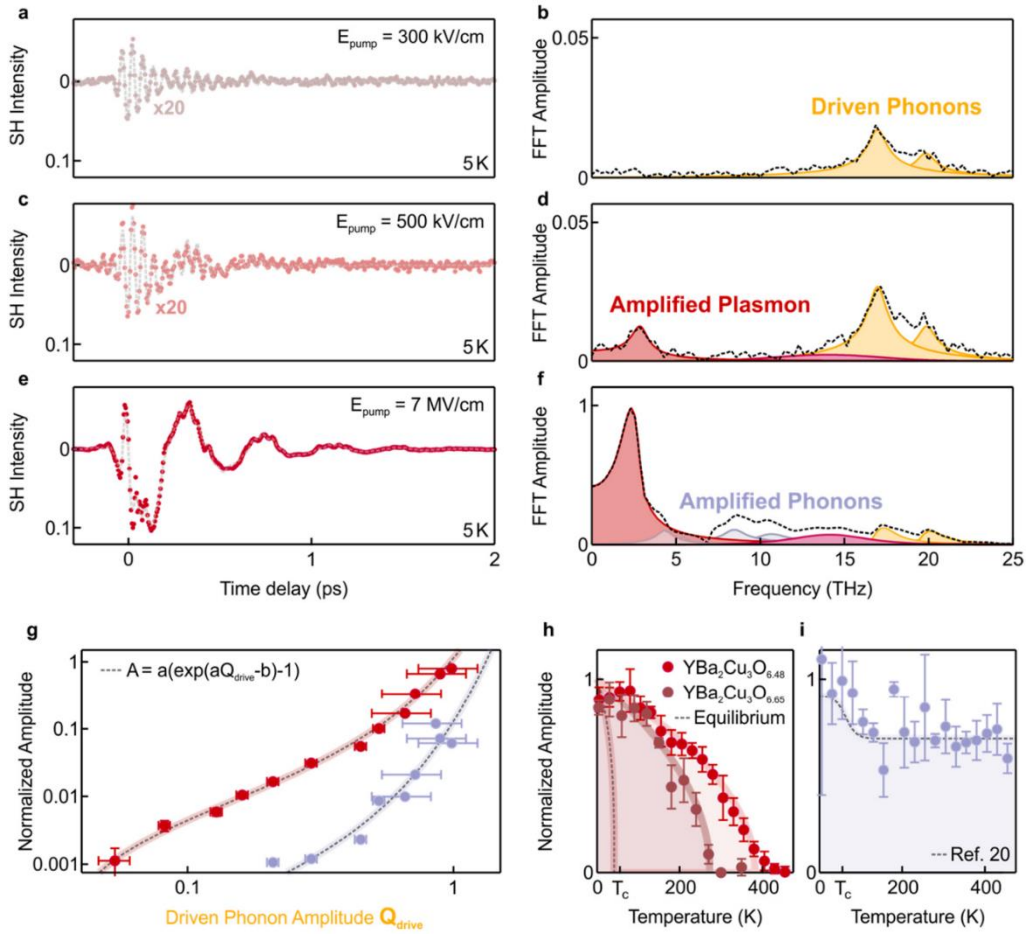 a
E_pump = 300 kV/cm
SH Intensity
0
x20
0.1
5 K
b
0.05
FFT Amplitude
Driven Phonons
0
c
E_pump = 500 kV/cm
SH Intensity
0
x20
0.1
5 K
d
0.05
FFT Amplitude
Amplified Plasmon
0
e
E_pump = 7 MV/cm
SH Intensity
0
0.1
5 K
0 1 2
Time delay (ps)
f
1
FFT Amplitude
Amplified Phonons
0
0 5 10 15 20 25
Frequency (THz)
g
1
A = a(exp(aQ_drive-b)-1)
Normalized Amplitude
0.1
0.01
0.001
0.1 1
Driven Phonon Amplitude Q_drive
h
1
YBa₂Cu₃O₆.₄₈
YBa₂Cu₃O₆.₆₅
Equilibrium
Normalized Amplitude
0
0 T_c 200 400
Temperature (K)
i
1
Ref. 20
0
0 T_c 200 400
Temperature (K)